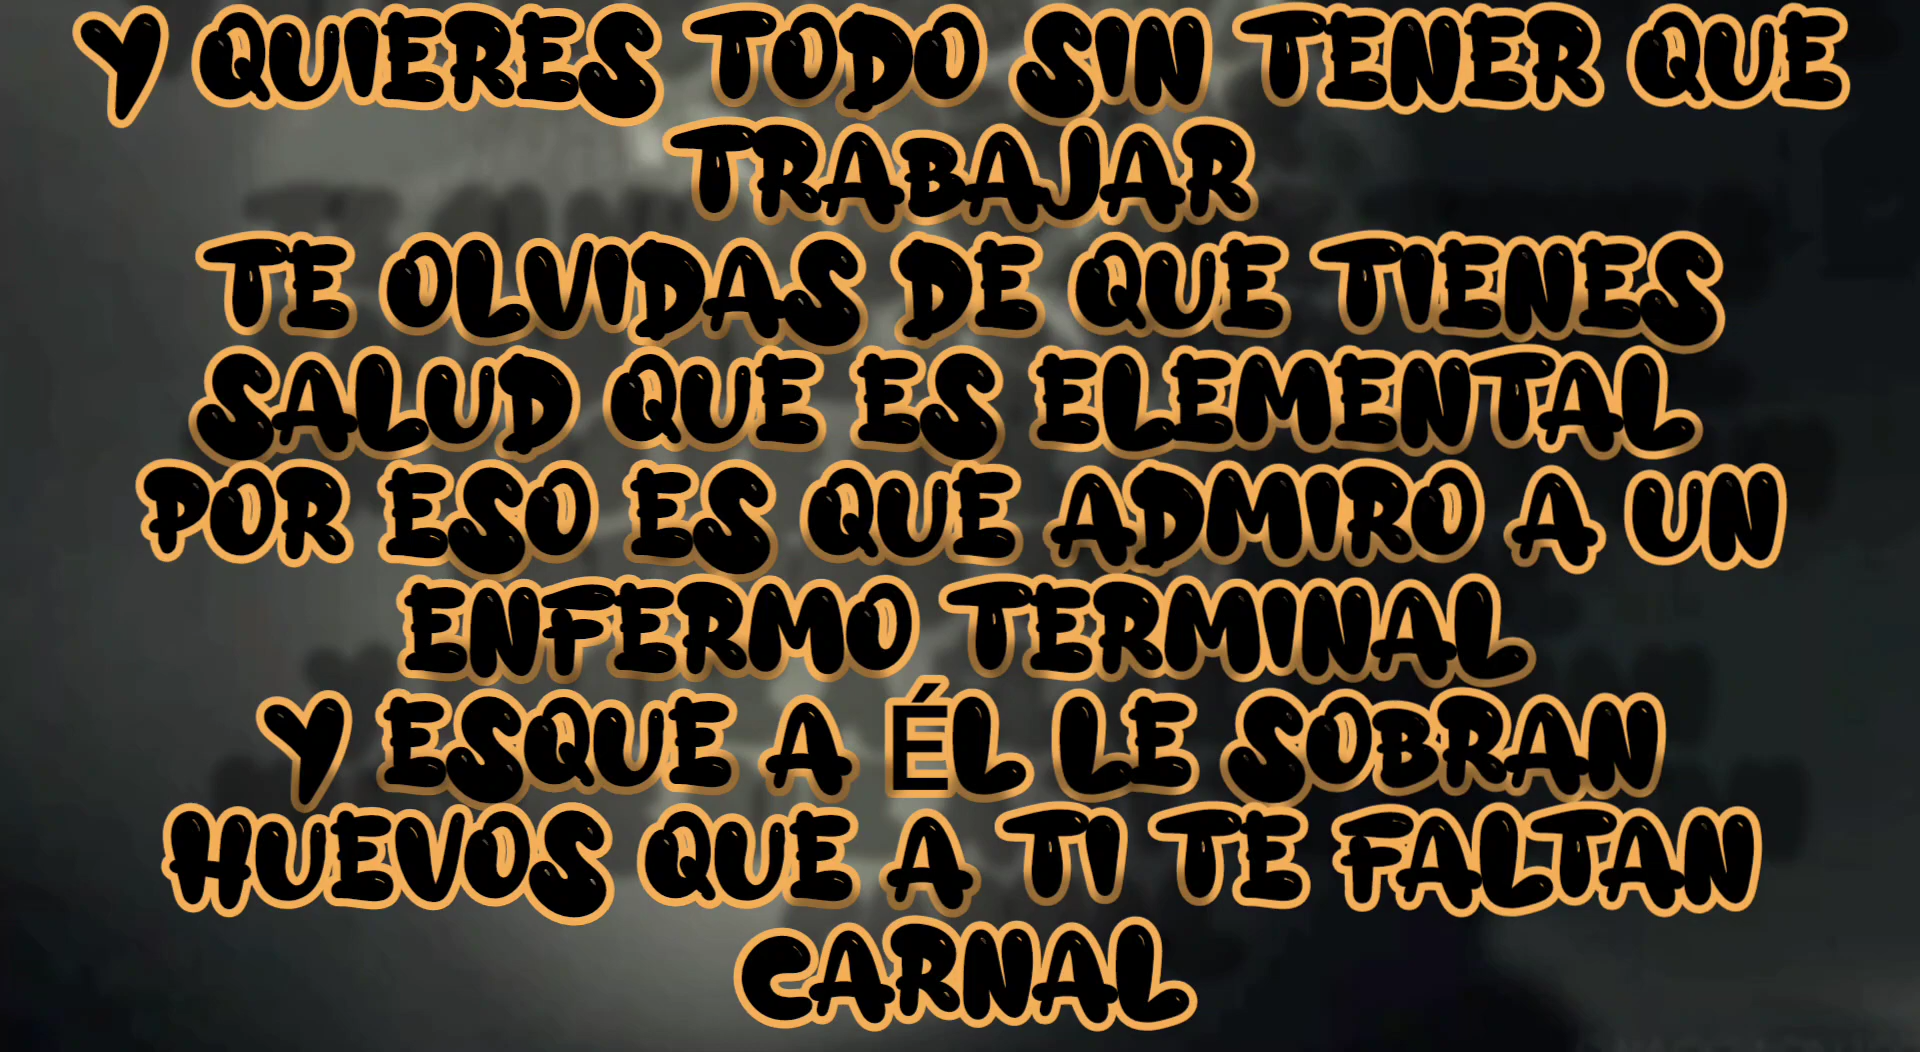 Y QUIERES TODO SIN TENER QUE
TRABAJAR
TE OLVIDAS DE QUE TIENES
SALUD QUE ES ELEMENTAL
POR ESO ES QUE ADMIRO A UN
ENFERMO TERMINAL
Y ESQUE A ÉL LE SOBRAN
HUEVOS QUE A TI TE FALTAN
CARNAL